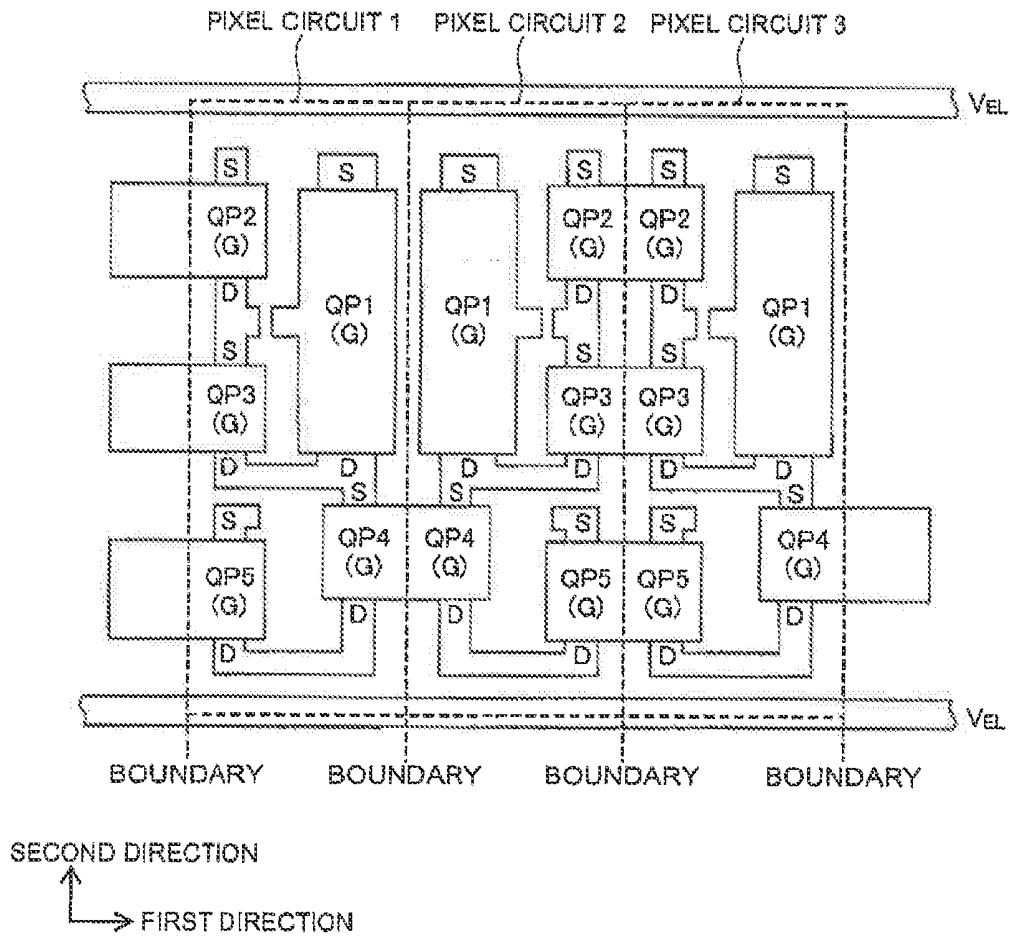 PIXEL CIRCUIT 1 PIXEL CIRCUIT 2 PIXEL CIRCUIT 3
VEL
S S S S S S
QP2 QP2 QP2
(G) (G) (G)
QP1 QP1 QP1
(G) (G) (G)
D D D
S S S
QP3 QP3 QP3
(G) (G) (G)
D D D D D D
S S S
S S S
QP4 QP4 QP4
(G) (G) (G)
QP5 QP5 QP5
(G) (G) (G)
D D D
D D D
VEL
BOUNDARY BOUNDARY BOUNDARY BOUNDARY
SECOND DIRECTION
FIRST DIRECTION